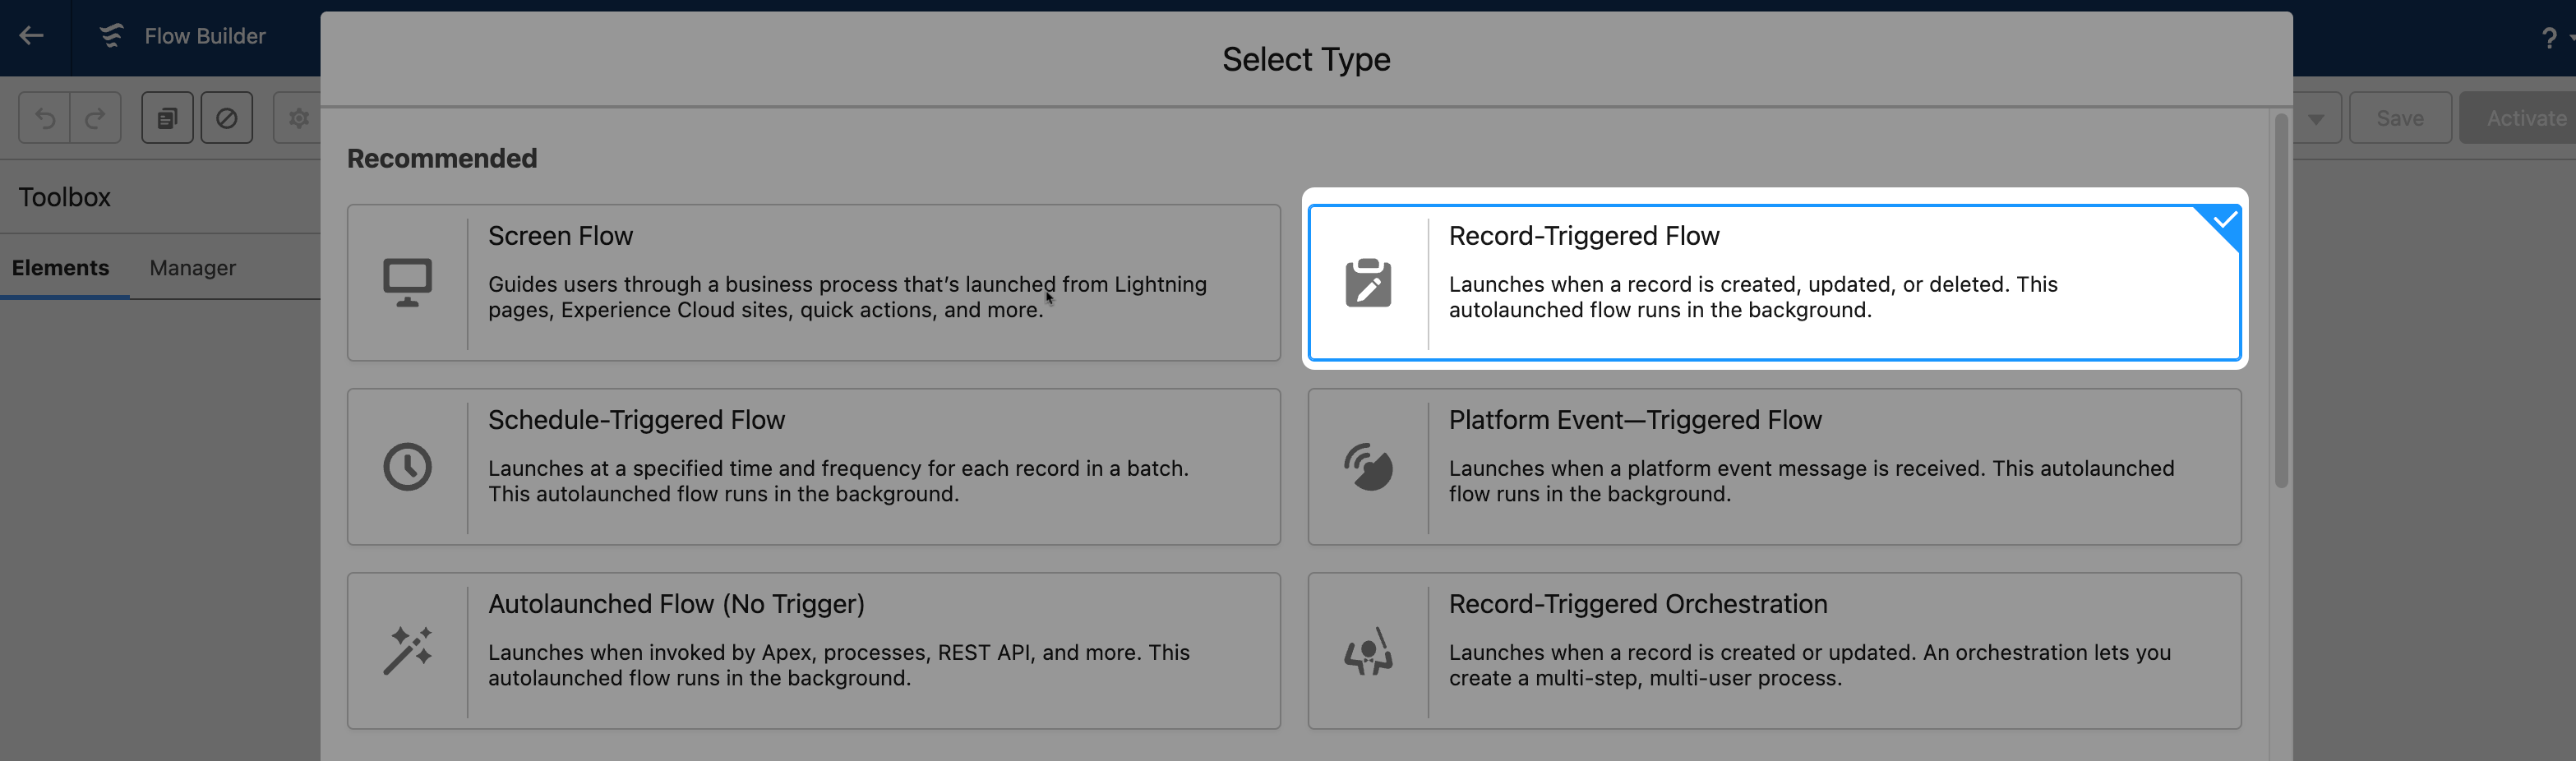 Flow Builder
Select Type
?
Save
Activate
Toolbox
Elements
Manager
Recommended
Screen Flow
Guides users through a business process that’s launched from Lightning
pages, Experience Cloud sites, quick actions, and more.
Record-Triggered Flow
Launches when a record is created, updated, or deleted. This
autolaunched flow runs in the background.
Schedule-Triggered Flow
Launches at a specified time and frequency for each record in a batch.
This autolaunched flow runs in the background.
Platform Event—Triggered Flow
Launches when a platform event message is received. This autolaunched
flow runs in the background.
Autolaunched Flow (No Trigger)
Launches when invoked by Apex, processes, REST API, and more. This
autolaunched flow runs in the background.
Record-Triggered Orchestration
Launches when a record is created or updated. An orchestration lets you
create a multi-step, multi-user process.